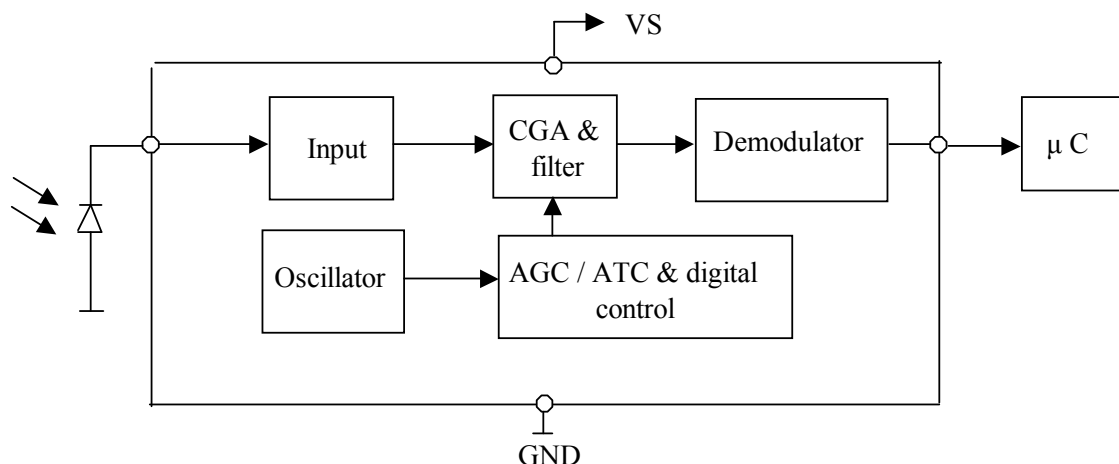 VS
Input
CGA &
filter
Demodulator
μ C
Oscillator
AGC / ATC & digital
control
GND